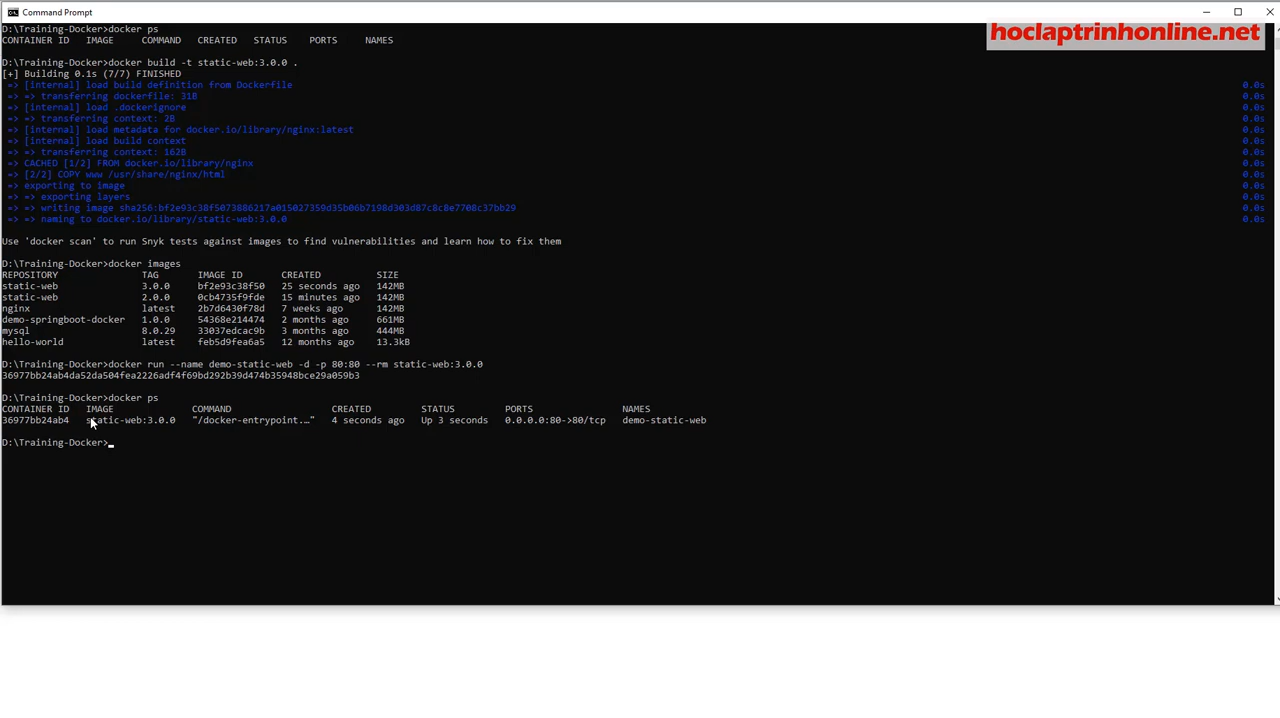 Command Prompt
hoclaptrinhonline.net
D:\Training-Docker>docker ps
CONTAINER ID IMAGE COMMAND CREATED STATUS PORTS NAMES
D:\Training-Docker>docker build -t static-web:3.0.0 .
[+] Building 0.1s (7/7) FINISHED
=> [internal] load build definition from Dockerfile 0.0s
=> => transferring dockerfile: 31B 0.0s
=> [internal] load .dockerignore 0.0s
=> => transferring context: 2B 0.0s
=> [internal] load metadata for docker.io/library/nginx:latest 0.0s
=> [internal] load build context 0.0s
=> => transferring context: 162B 0.0s
=> CACHED [1/2] FROM docker.io/library/nginx 0.0s
=> [2/2] COPY www /usr/share/nginx/html 0.0s
=> exporting to image 0.0s
=> => exporting layers 0.0s
=> => writing image sha256:bf2e93c38f5073886217a015027359d35b06b7198d303d87c8c8e7708c37bb29 0.0s
=> => naming to docker.io/library/static-web:3.0.0 0.0s
Use 'docker scan' to run Snyk tests against images to find vulnerabilities and learn how to fix them
D:\Training-Docker>docker images
REPOSITORY TAG IMAGE ID CREATED SIZE
static-web 3.0.0 bf2e93c38f50 25 seconds ago 142MB
static-web 2.0.0 0cb4735f9fde 15 minutes ago 142MB
nginx latest 2b7d6430f78d 7 weeks ago 142MB
demo-springboot-docker 1.0.0 54368e214474 2 months ago 661MB
mysql 8.0.29 33037edcac9b 3 months ago 444MB
hello-world latest feb5d9fea6a5 12 months ago 13.3kB
D:\Training-Docker>docker run --name demo-static-web -d -p 80:80 --rm static-web:3.0.0
36977bb24ab4da52da504fea2226adf4f69bd292b39d474b35948bce29a059b3
D:\Training-Docker>docker ps
CONTAINER ID IMAGE COMMAND CREATED STATUS PORTS NAMES
36977bb24ab4 static-web:3.0.0 "/docker-entrypoint.…" 4 seconds ago Up 3 seconds 0.0.0.0:80->80/tcp demo-static-web
D:\Training-Docker>